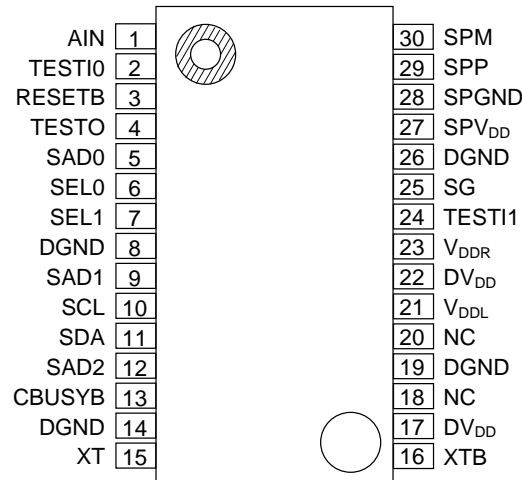 AIN 1
TESTI0 2
RESETB 3
TESTO 4
SAD0 5
SEL0 6
SEL1 7
DGND 8
SAD1 9
SCL 10
SDA 11
SAD2 12
CBUSYB 13
DGND 14
XT 15
30 SPM
29 SPP
28 SPGND
27 SPVDD
26 DGND
25 SG
24 TESTI1
23 VDDR
22 DVDD
21 VDDL
20 NC
19 DGND
18 NC
17 DVDD
16 XTB